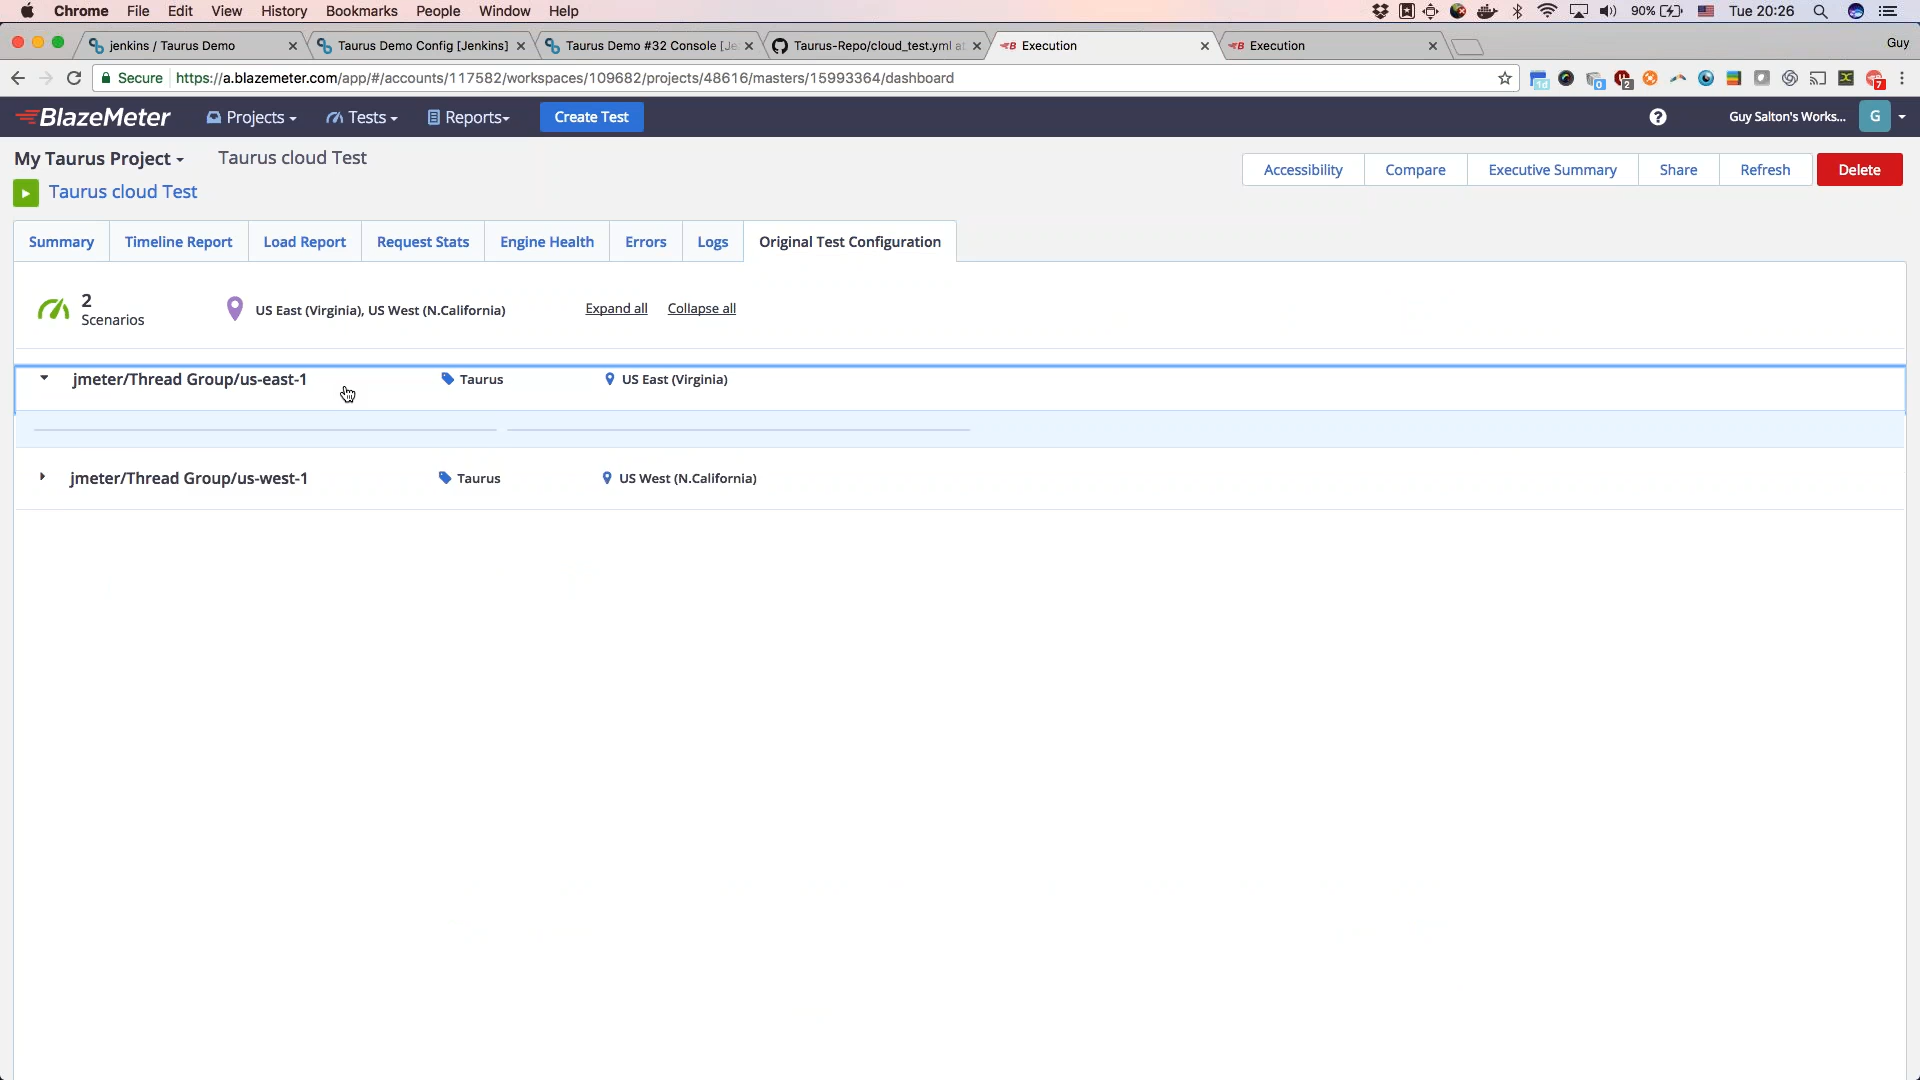 Chrome File Edit View History Bookmarks People Window Help 90% Tue 20:26
jenkins / Taurus Demo Taurus Demo Config [Jenkins] Taurus Demo #32 Console [Je Taurus-Repo/cloud_test.yml at Execution Execution Guy
Secure https://a.blazemeter.com/app/#/accounts/117582/workspaces/109682/projects/48616/masters/15993364/dashboard
BlazeMeter Projects Tests Reports Create Test ? Guy Salton's Works... G
My Taurus Project Taurus cloud Test
Taurus cloud Test
Accessibility Compare Executive Summary Share Refresh Delete
Summary Timeline Report Load Report Request Stats Engine Health Errors Logs Original Test Configuration
2
Scenarios
US East (Virginia), US West (N.California) Expand all Collapse all
jmeter/Thread Group/us-east-1 Taurus US East (Virginia)
jmeter/Thread Group/us-west-1 Taurus US West (N.California)